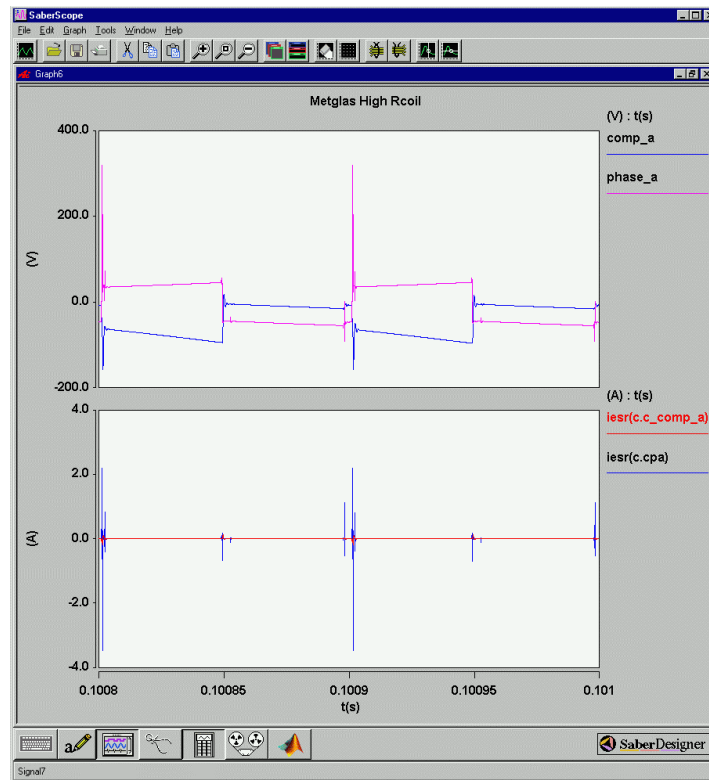 SaberScope
File Edit Graph Tools Window Help
Graph6
Metglas High Rcoil
(V) : t(s)
comp_a
phase_a
400.0
200.0
0.0
-200.0
(V)
(A) : t(s)
iesr(c.c_comp_a)
iesr(c.cpa)
4.0
2.0
0.0
-2.0
-4.0
(A)
0.1008 0.10085 0.1009 0.10095 0.101
t(s)
a
SaberDesigner
Signal7